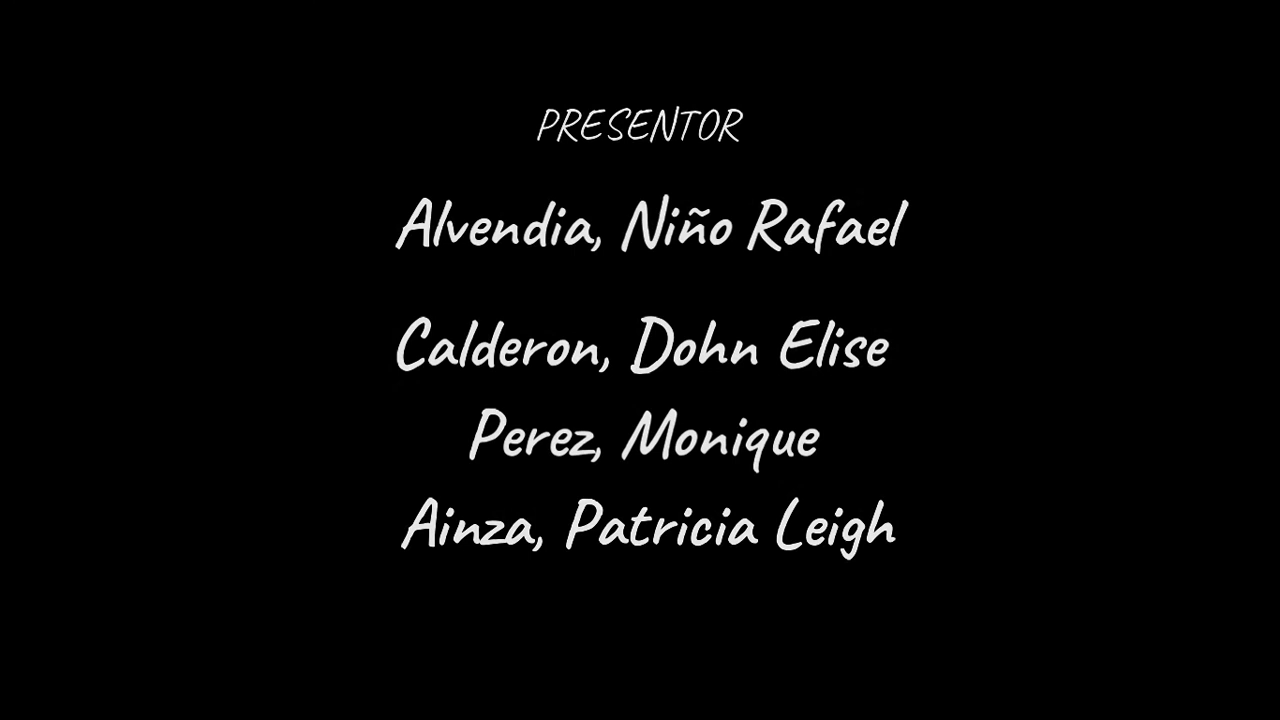 PRESENTOR
Alvendia, Niño Rafael
Calderon, Dohn Elise
Perez, Monique
Ainza, Patricia Leigh